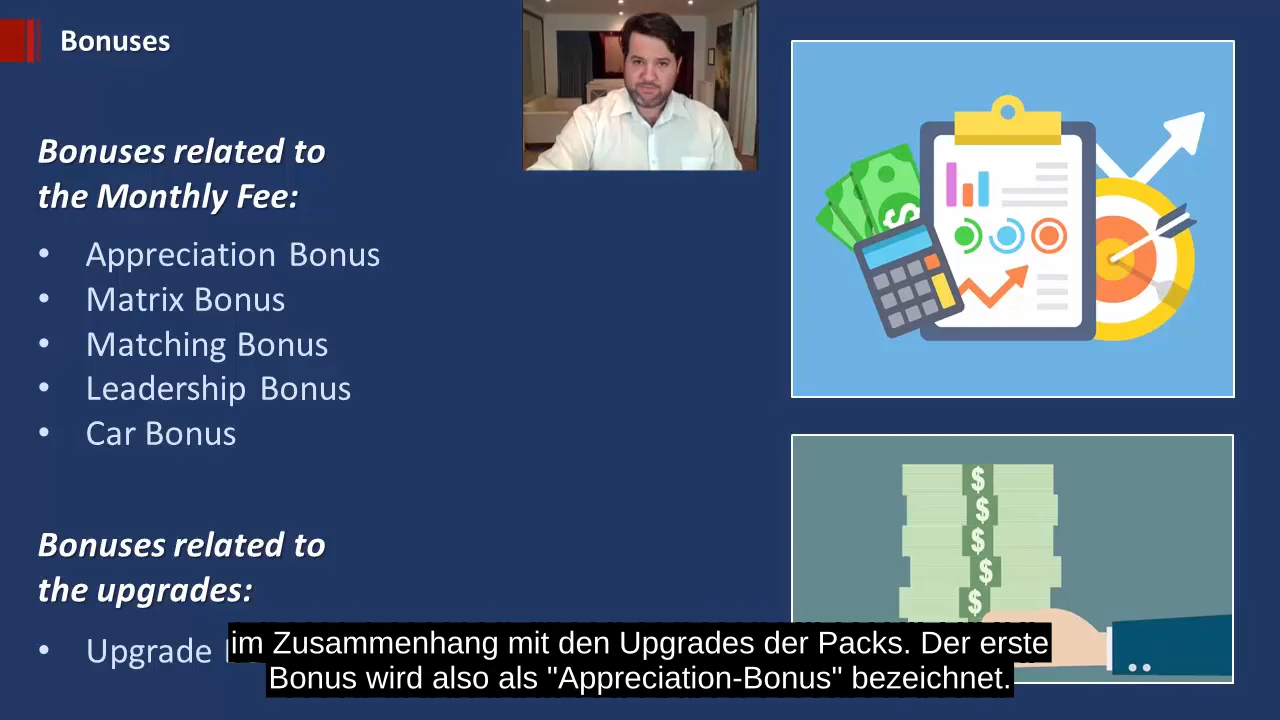 Bonuses
Bonuses related to
the Monthly Fee:
• Appreciation Bonus
• Matrix Bonus
• Matching Bonus
• Leadership Bonus
• Car Bonus
Bonuses related to
the upgrades:
• Upgrade
$
$
$
$
$
$
im Zusammenhang mit den Upgrades der Packs. Der erste
Bonus wird also als "Appreciation-Bonus" bezeichnet.